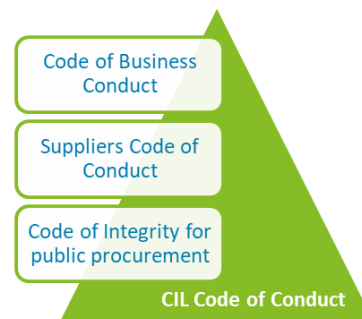 Code of Business
Conduct
Suppliers Code of
Conduct
Code of Integrity for
public procurement
CIL Code of Conduct